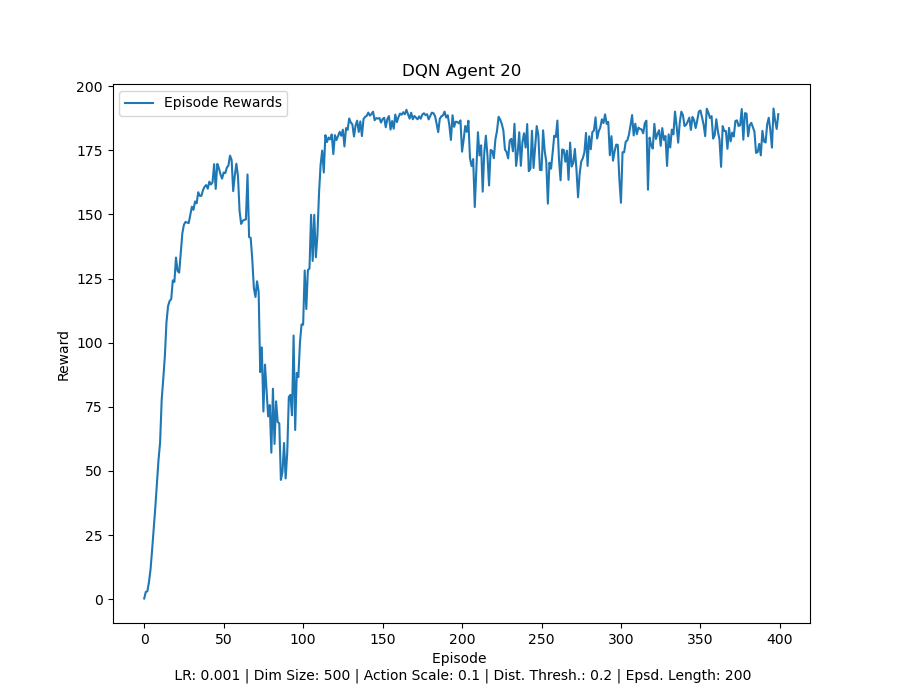 DQN Agent 20
Episode Rewards
200
175
150
125
100
75
50
25
0
Reward
0 50 100 150 200 250 300 350 400
Episode
LR: 0.001 | Dim Size: 500 | Action Scale: 0.1 | Dist. Thresh.: 0.2 | Epsd. Length: 200